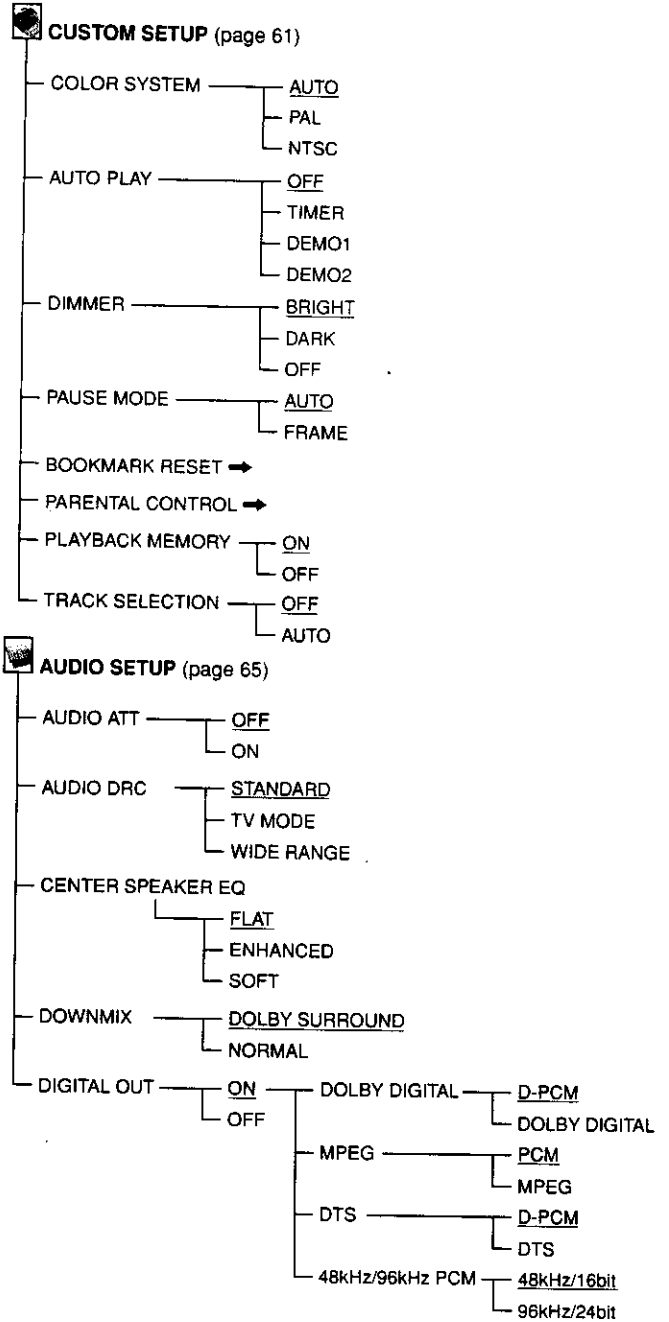 CUSTOM SETUP (page 61)
COLOR SYSTEM AUTO
PAL
NTSC
AUTO PLAY OFF
TIMER
DEMO1
DEMO2
DIMMER BRIGHT
DARK
OFF
PAUSE MODE AUTO
FRAME
BOOKMARK RESET ➡
PARENTAL CONTROL ➡
PLAYBACK MEMORY ON
OFF
TRACK SELECTION OFF
AUTO
AUDIO SETUP (page 65)
AUDIO ATT OFF
ON
AUDIO DRC STANDARD
TV MODE
WIDE RANGE
CENTER SPEAKER EQ
FLAT
ENHANCED
SOFT
DOWNMIX DOLBY SURROUND
NORMAL
DIGITAL OUT ON DOLBY DIGITAL D-PCM
OFF DOLBY DIGITAL
MPEG PCM
MPEG
DTS D-PCM
DTS
48kHz/96kHz PCM 48kHz/16bit
96kHz/24bit